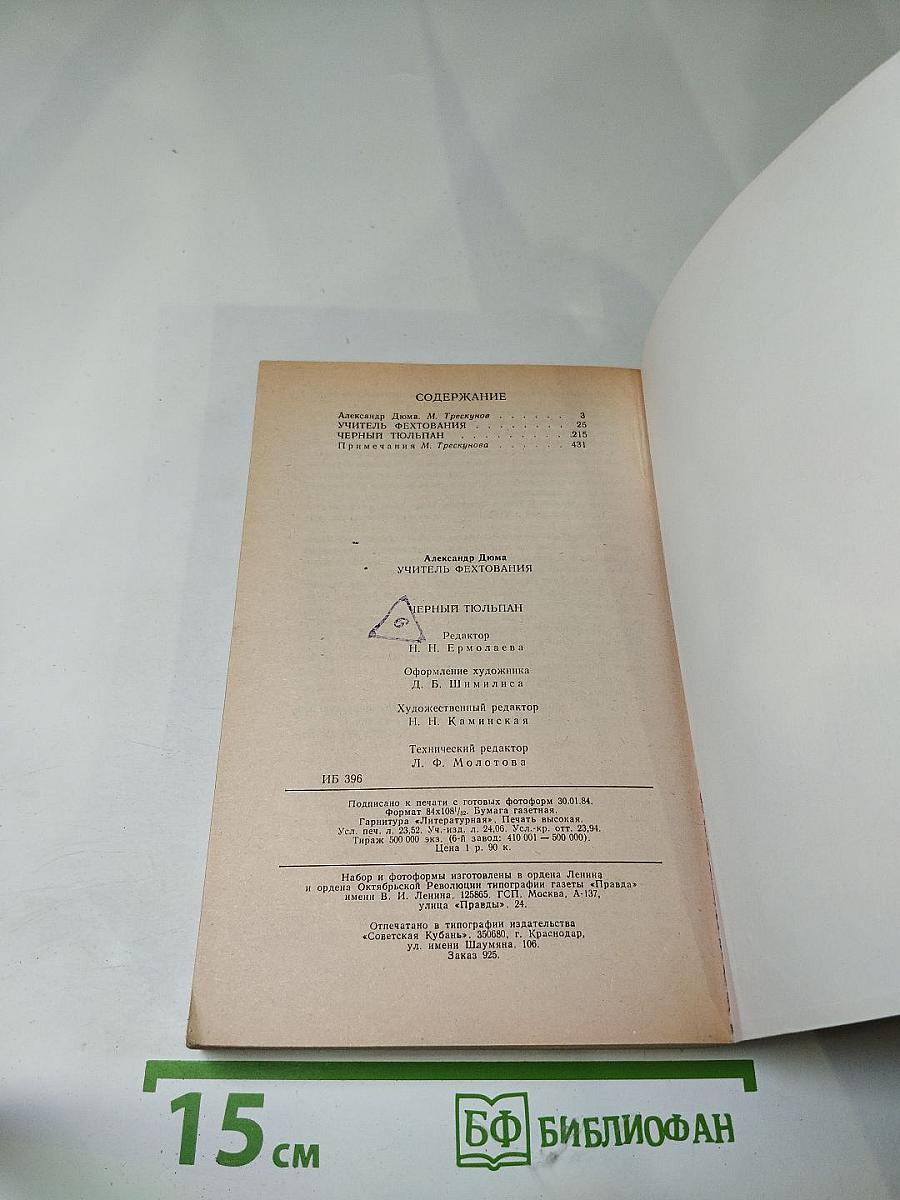 СОДЕРЖАНИЕ
Александр Дюма. М. Трескунов . . . . . . 3
УЧИТЕЛЬ ФЕХТОВАНИЯ . . . . . . . . 25
ЧЕРНЫЙ ТЮЛЬПАН . . . . . . . . . . 215
Примечания М. Трескунова . . . . . 431
Александр Дюма
УЧИТЕЛЬ ФЕХТОВАНИЯ
ЧЕРНЫЙ ТЮЛЬПАН
6
Редактор
Н. Н. Ермолаева
Оформление художника
Д. Б. Шимилиса
Художественный редактор
Н. Н. Каминская
Технический редактор
Л. Ф. Молотова
ИБ 396
Подписано к печати с готовых фотоформ 30.01.84.
Формат 84х108 1/32. Бумага газетная.
Гарнитура «Литературная». Печать высокая.
Усл. печ. л. 23,52. Уч.-изд. л. 24,06. Усл.-кр. отт. 23,94.
Тираж 500 000 экз. (6-й завод: 410 001 — 500 000).
Цена 1 р. 90 к.
Набор и фотоформы изготовлены в ордена Ленина
и ордена Октябрьской Революции типографии газеты «Правда»
имени В. И. Ленина, 125865. ГСП, Москва, А-137,
улица «Правды», 24.
Отпечатано в типографии издательства
«Советская Кубань», 350680, г. Краснодар,
ул. имени Шаумяна, 106.
Заказ 925.
15 см
БФ БИБЛИОФАН